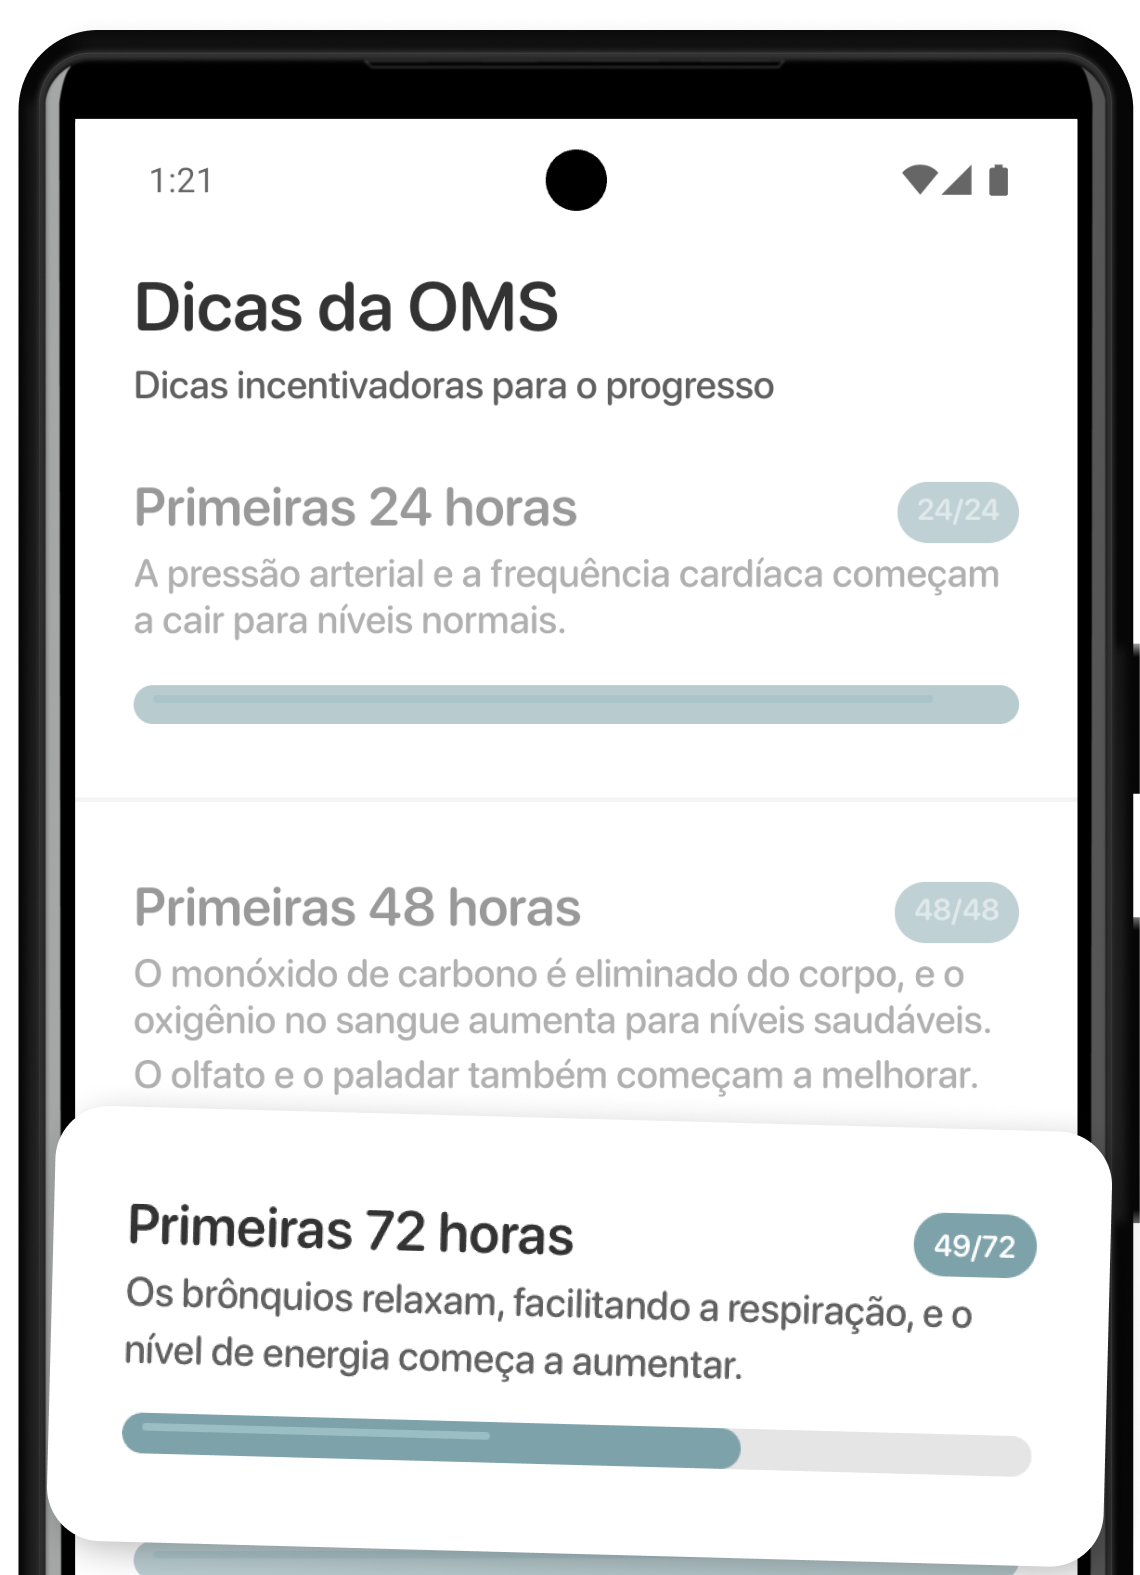 1:21
Dicas da OMS
Dicas incentivadoras para o progresso
Primeiras 24 horas
24/24
A pressão arterial e a frequência cardíaca começam
a cair para níveis normais.
Primeiras 48 horas
48/48
O monóxido de carbono é eliminado do corpo, e o
oxigênio no sangue aumenta para níveis saudáveis.
O olfato e o paladar também começam a melhorar.
Primeiras 72 horas
49/72
Os brônquios relaxam, facilitando a respiração, e o
nível de energia começa a aumentar.